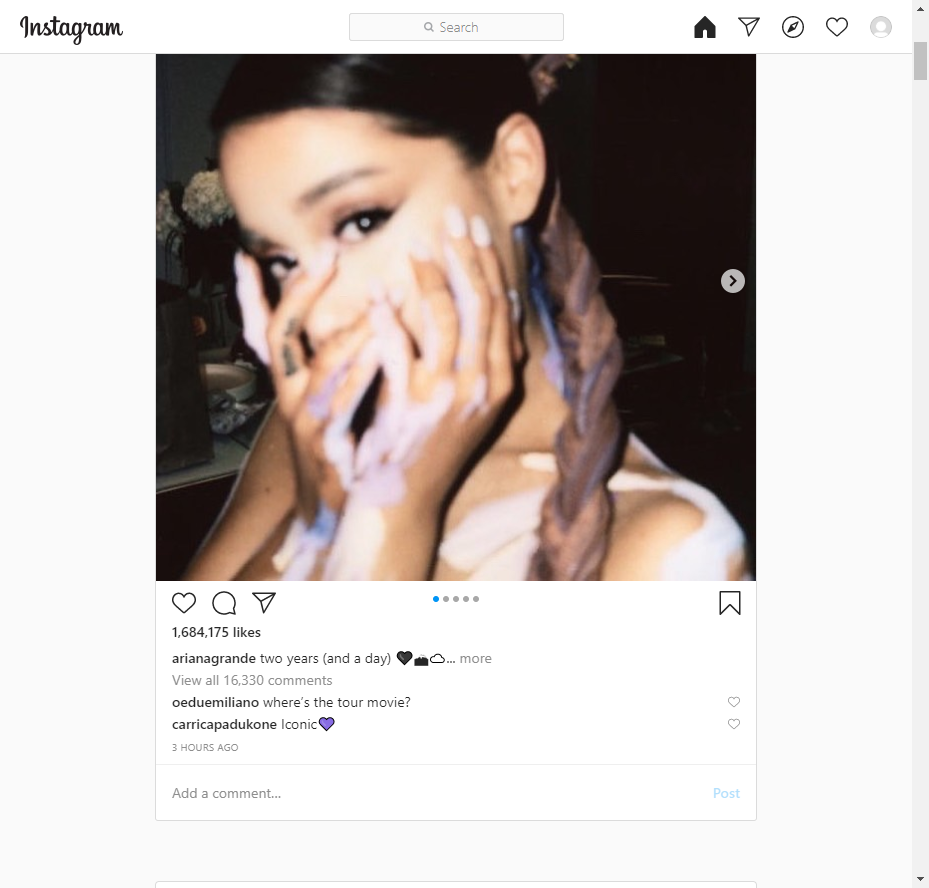 Instagram
Search
1,684,175 likes
arianagrande two years (and a day) 🖤🌧☁... more
View all 16,330 comments
oeduemiliano where's the tour movie?
carricapadukone Iconic💜
3 HOURS AGO
Add a comment... Post